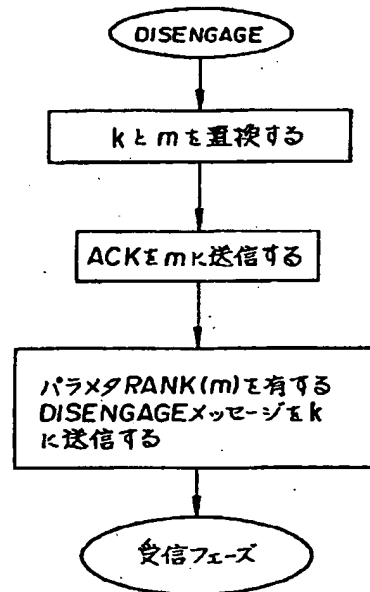 DISENGAGE
kとmを置換する
ACKをmに送信する
パラメタRANK(m)を有する
DISENGAGEメッセージをk
に送信する
受信フェーズ